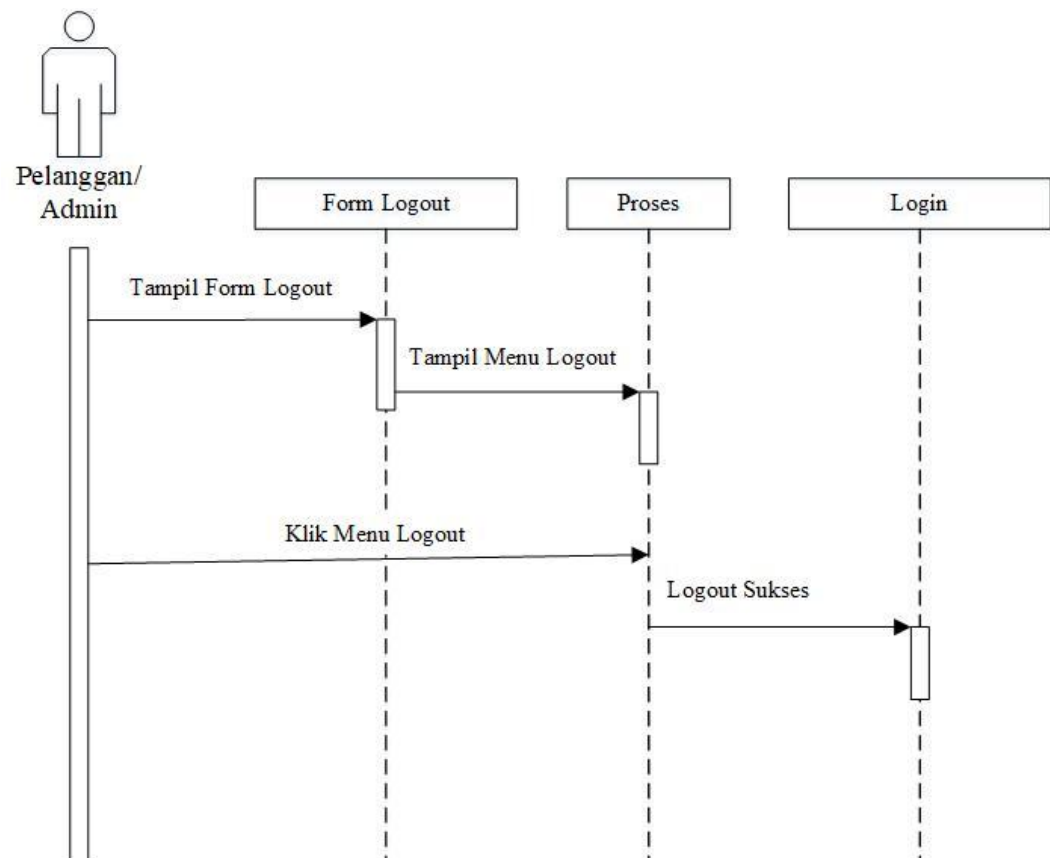 Pelanggan/
Admin
Form Logout
Proses
Login
Tampil Form Logout
Tampil Menu Logout
Klik Menu Logout
Logout Sukses